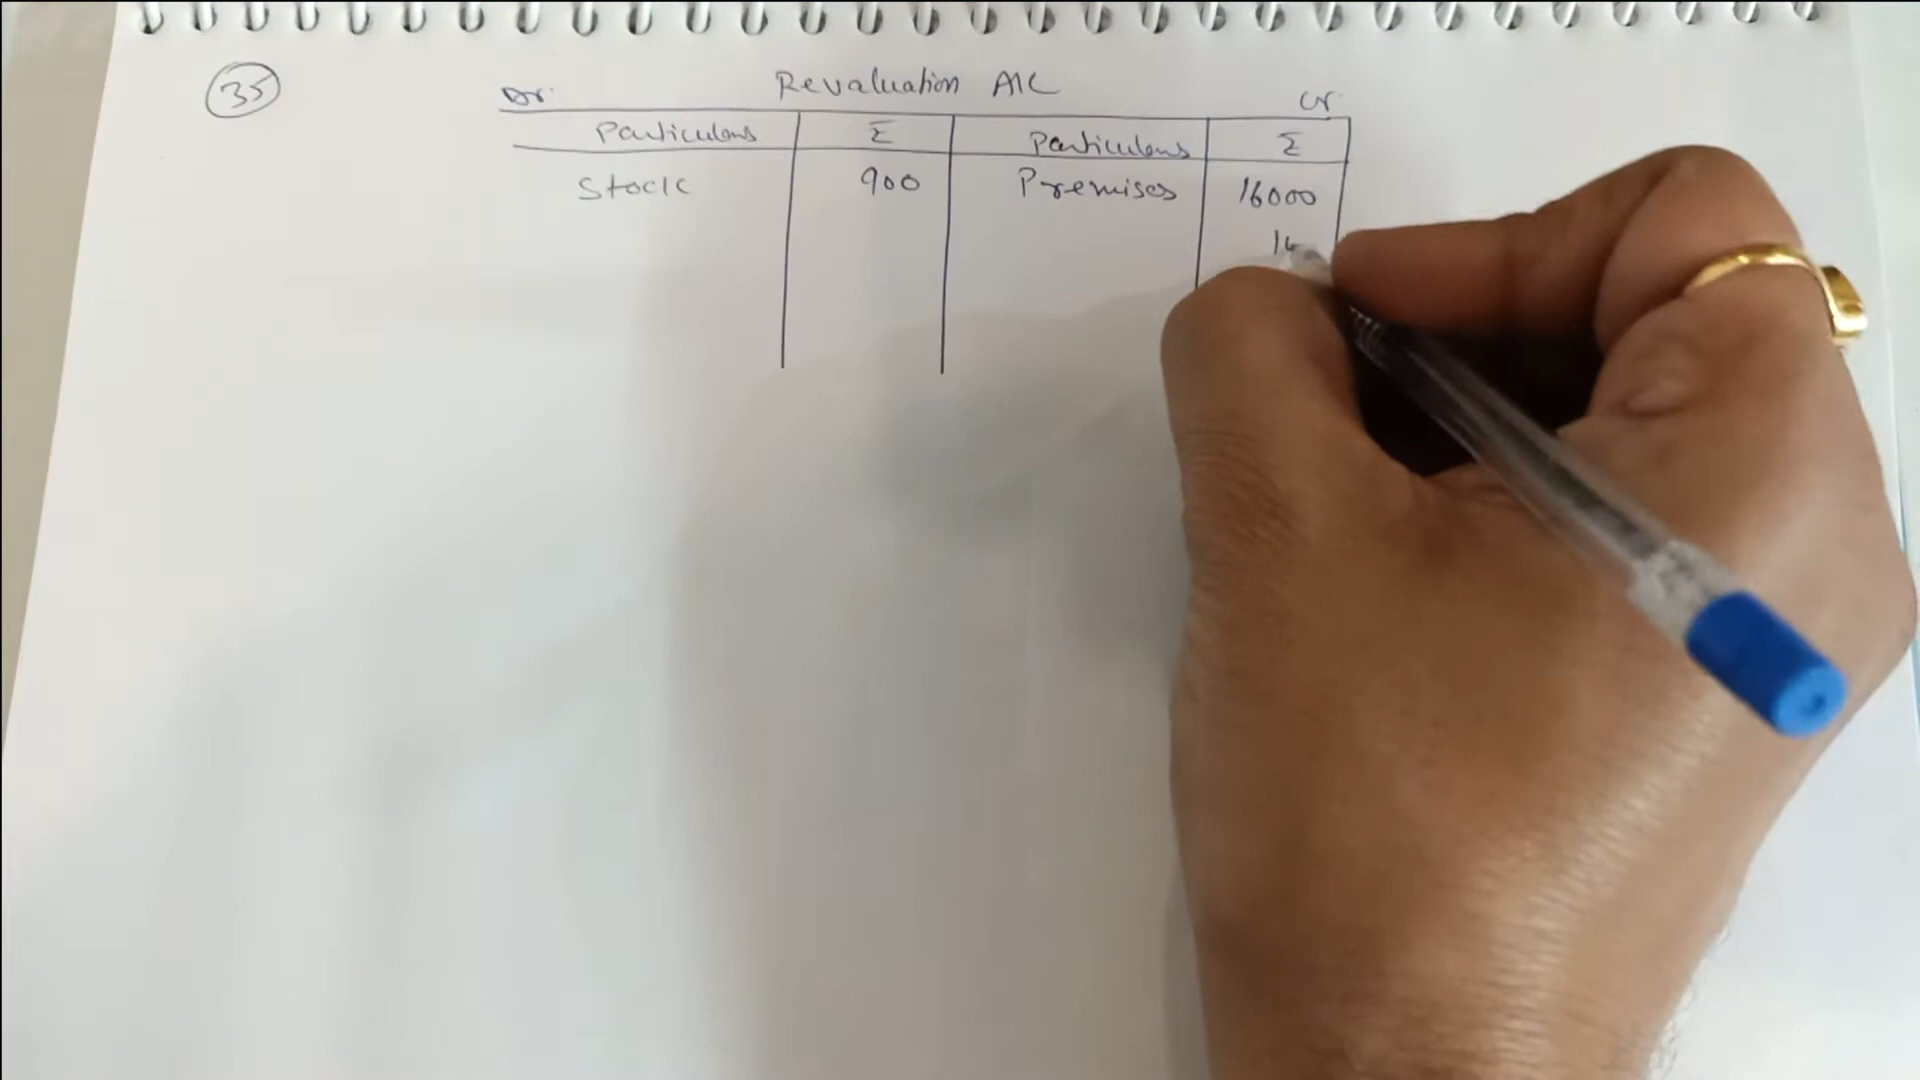 35
Revaluation A/C
Dr. Cr.
Particulars ₹ Particulars ₹
Stock 900 Premises 16000